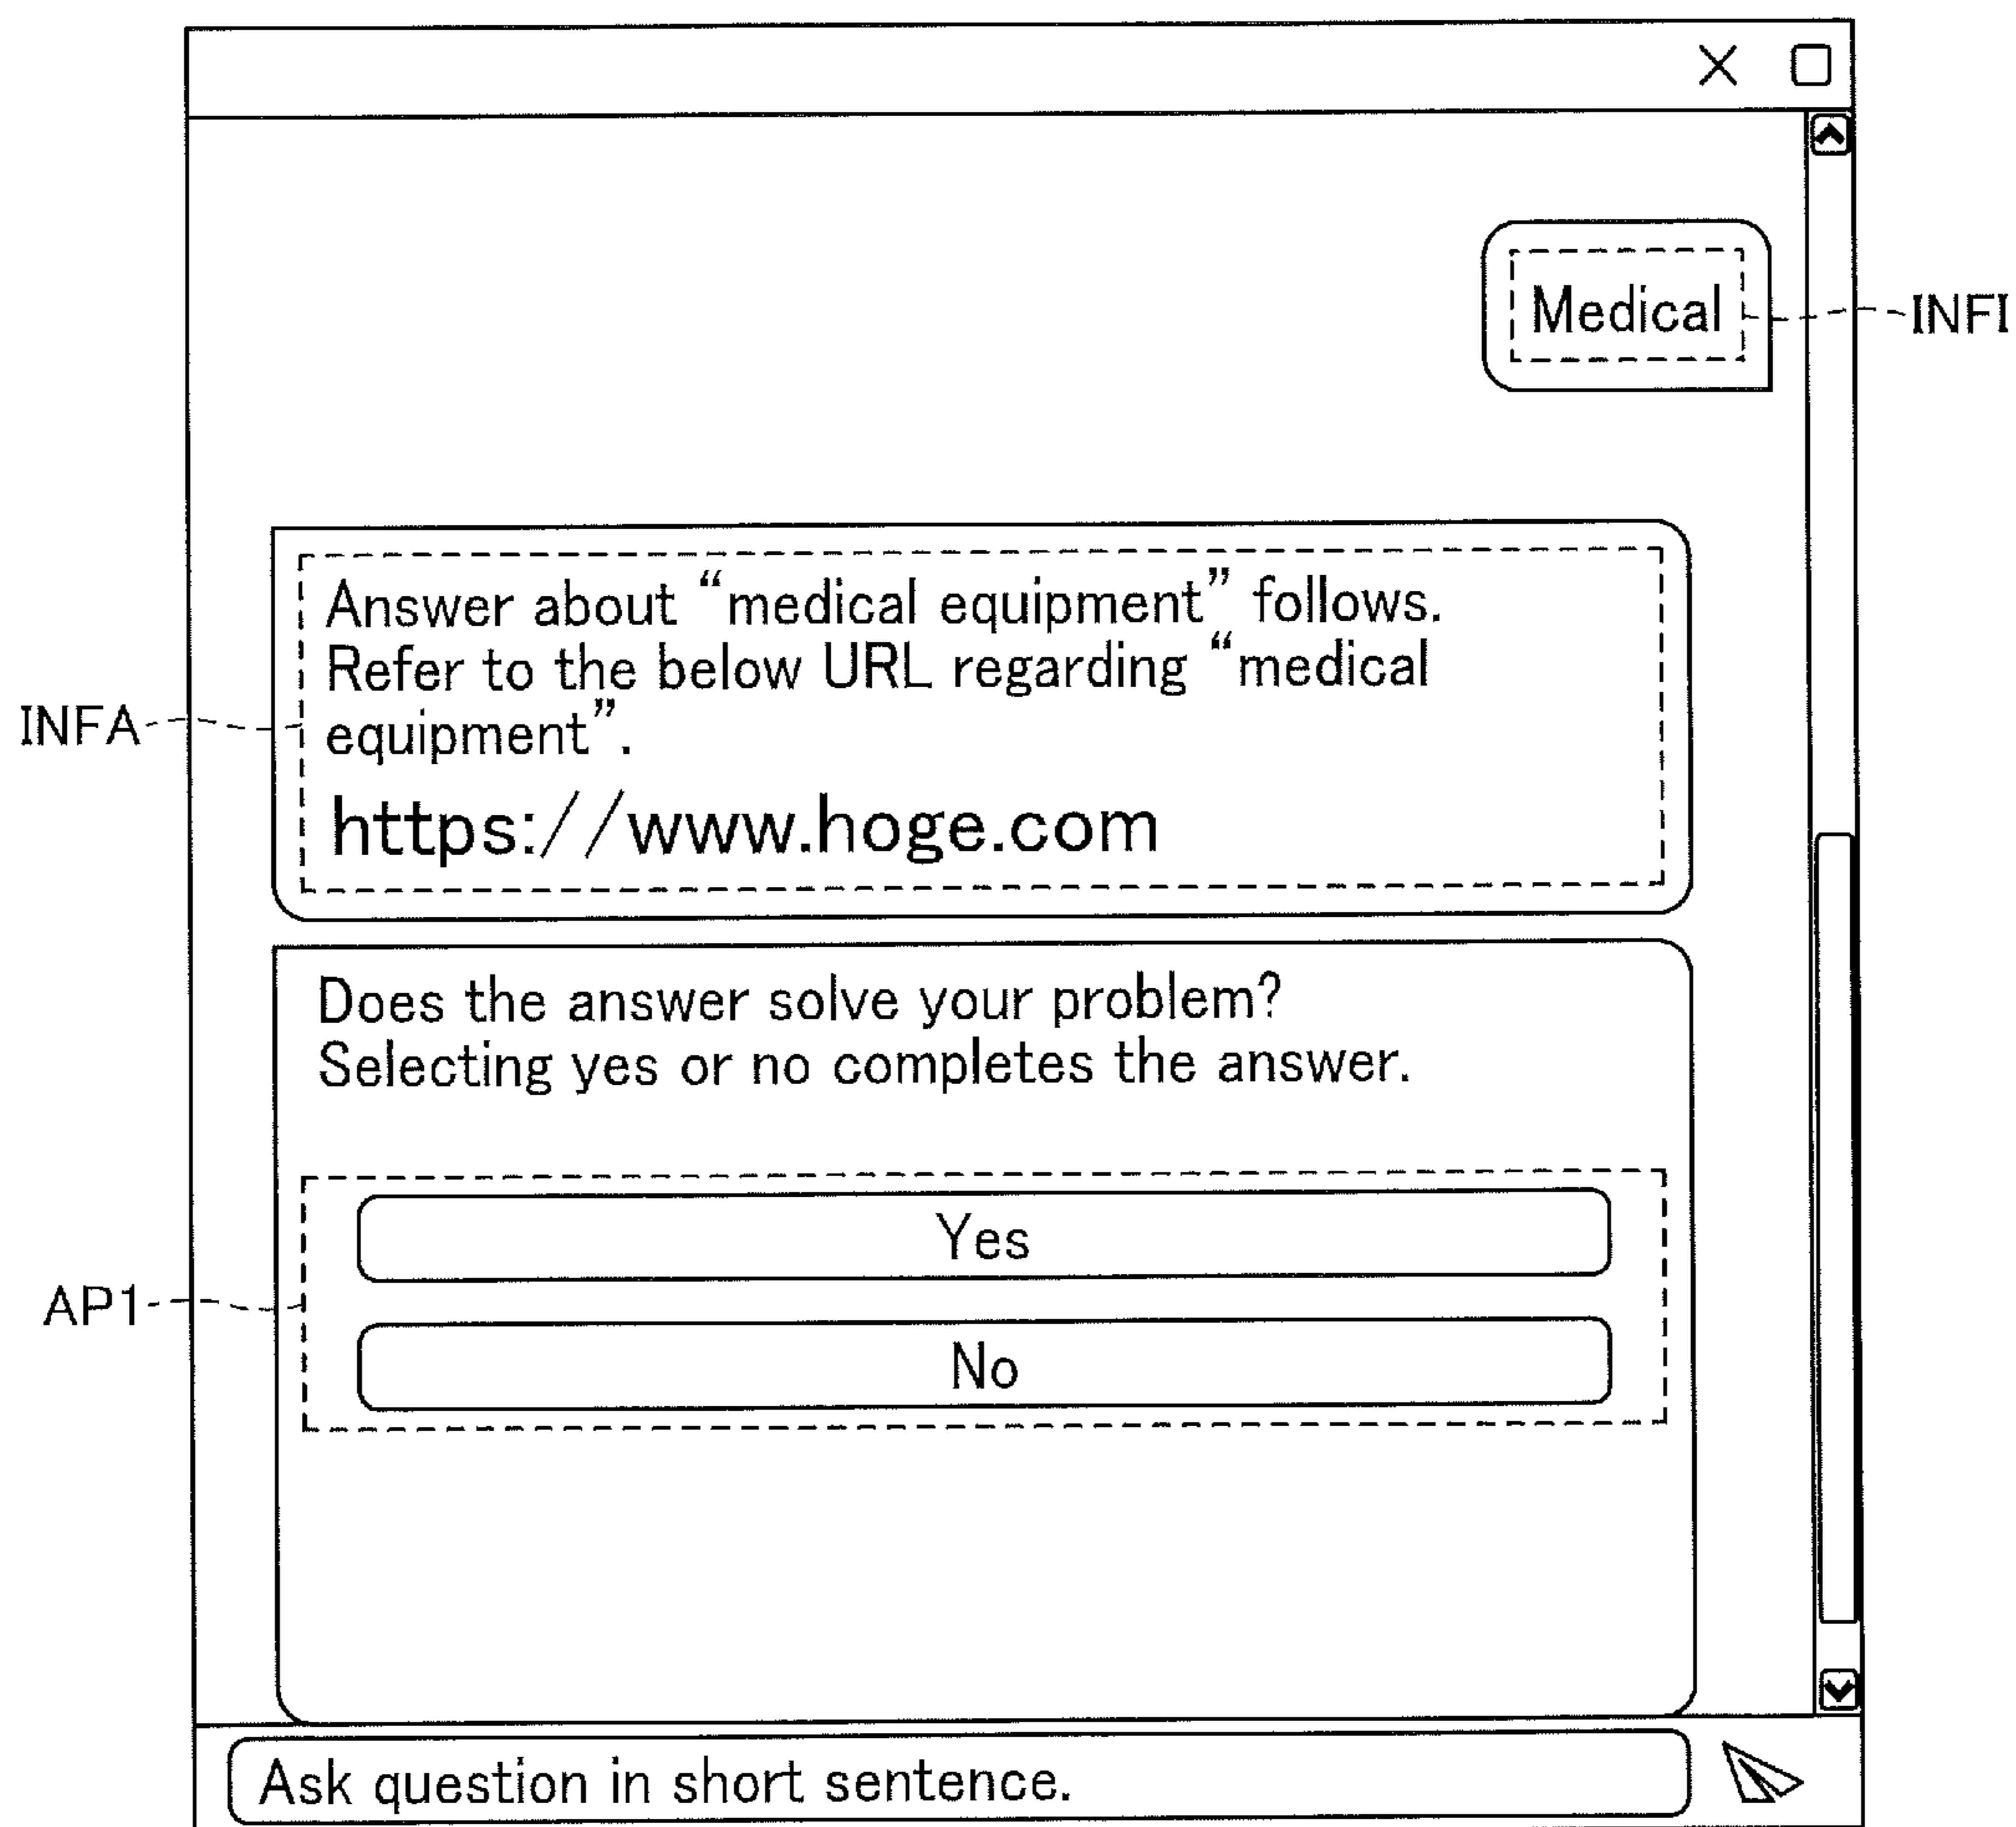 Medical
INFI
Answer about “medical equipment” follows.
Refer to the below URL regarding “medical
equipment”.
INFA
https://www.hoge.com
Does the answer solve your problem?
Selecting yes or no completes the answer.
Yes
AP1
No
Ask question in short sentence.